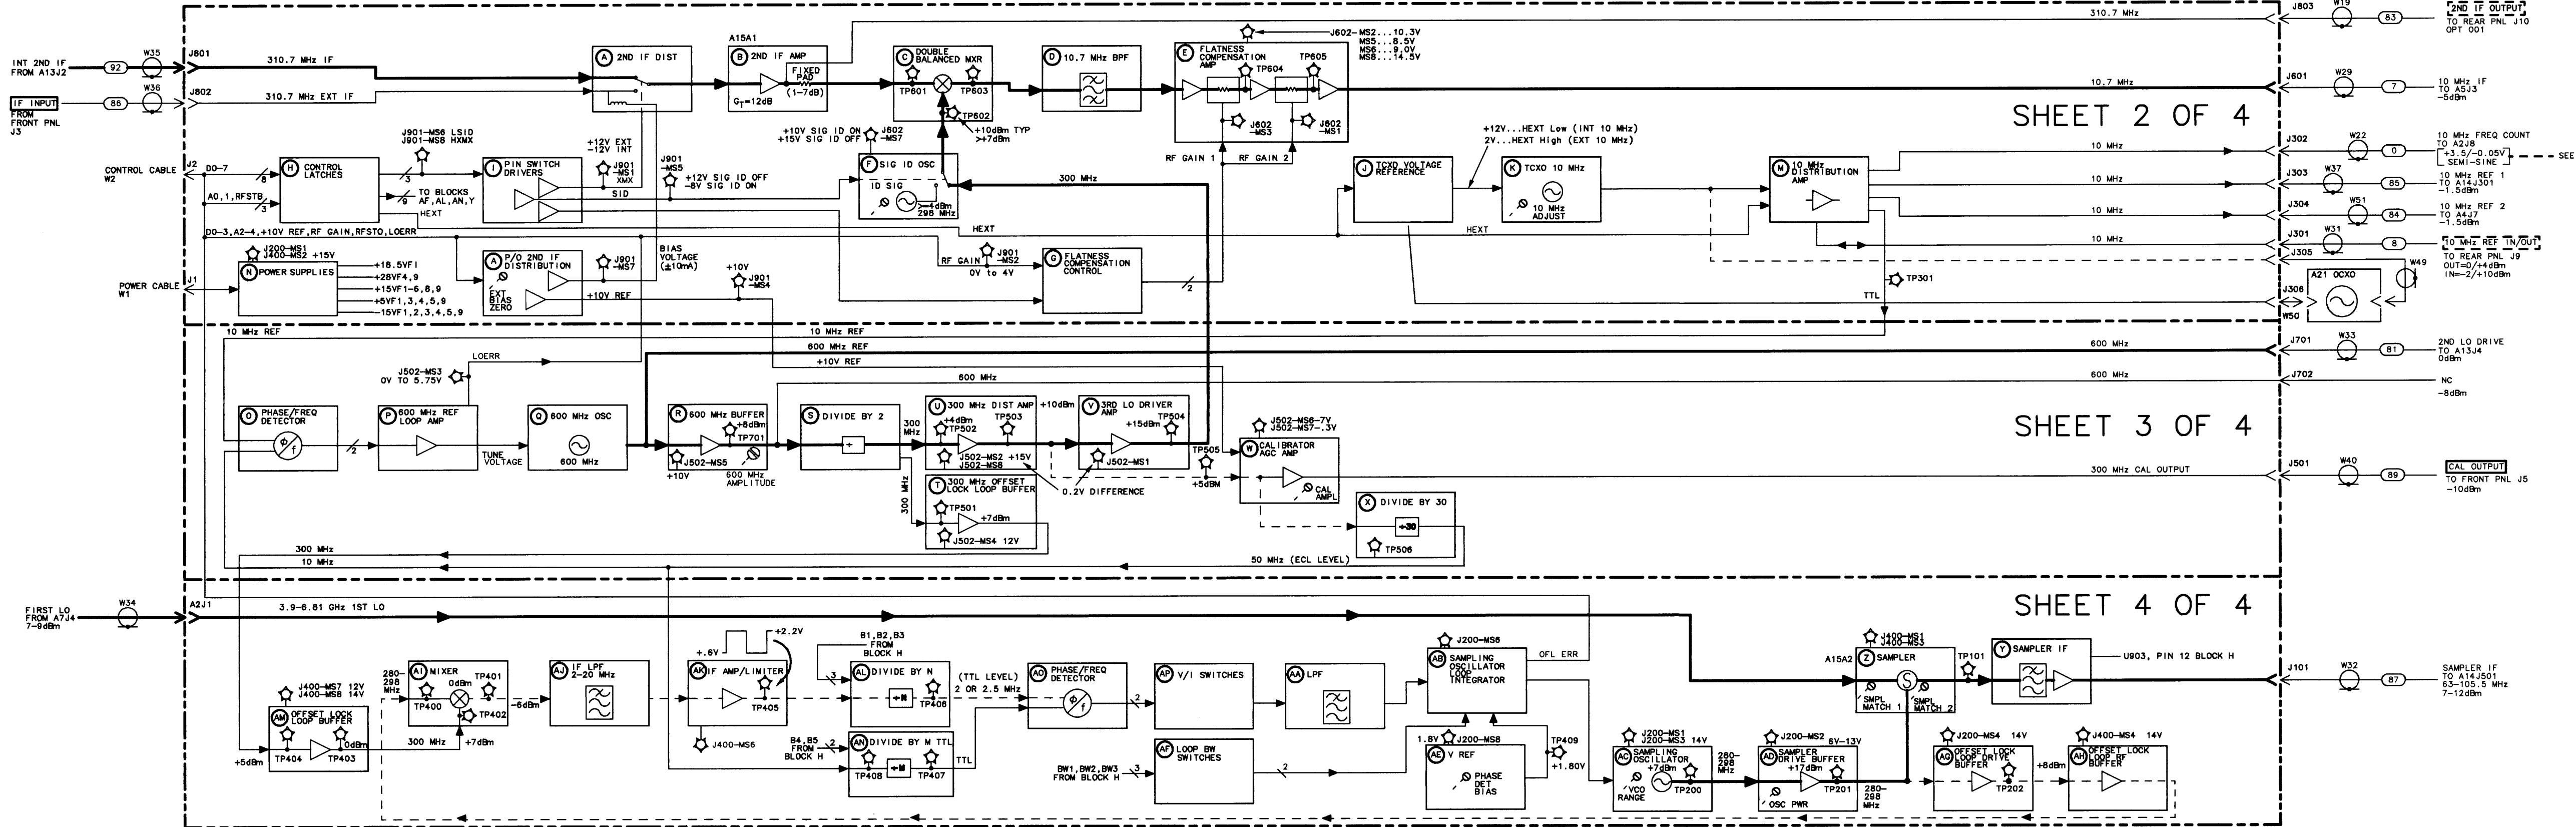 INT 2ND IF
FROM A13J2
92
W35
J801
310.7 MHz IF
IF INPUT
FROM
FRONT PNL
J3
86
W36
J802
310.7 MHz EXT IF
A 2ND IF DIST
A15A1
B 2ND IF AMP
FIXED
PAD
(1-7dB)
GT=12dB
C DOUBLE
BALANCED MXR
TP601
TP603
TP602
+10dBm TYP
>+7dBm
D 10.7 MHz BPF
E FLATNESS
COMPENSATION
AMP
TP604
TP605
J602-MS2...10.3V
MS5...8.5V
MS6...9.0V
MS8...14.5V
J602
-MS3
J602
-MS1
RF GAIN 1
RF GAIN 2
310.7 MHz
J803
W19
83
2ND IF OUTPUT
TO REAR PNL J10
OPT 001
10.7 MHz
J601
W29
7
10 MHz IF
TO A5J3
-5dBm
SHEET 2 OF 4
CONTROL CABLE
W2
J2
D0-7
8
A0,1,RFSTB
3
H CONTROL
LATCHES
J901-MS6 LSID
J901-MS8 HXMX
3
9
TO BLOCKS
AF,AL,AN,Y
HEXT
I PIN SWITCH
DRIVERS
+12V EXT
-12V INT
J901
-MS1
XMX
SID
J901
-MS5
+12V SIG ID OFF
-8V SIG ID ON
+10V SIG ID ON
+15V SIG ID OFF
J602
-MS7
F SIG ID OSC
ID SIG
>=4dBm
298 MHz
300 MHz
J TCXO VOLTAGE
REFERENCE
+12V...HEXT Low (INT 10 MHz)
2V...HEXT High (EXT 10 MHz)
K TCXO 10 MHz
10 MHz
ADJUST
M 10 MHz
DISTRIBUTION
AMP
10 MHz
J302
W22
0
10 MHz FREQ COUNT
TO A2J8
+3.5/-0.05V
SEMI-SINE
SEE
10 MHz
J303
W37
85
10 MHz REF 1
TO A14J301
-1.5dBm
10 MHz
J304
W51
84
10 MHz REF 2
TO A4J7
-1.5dBm
10 MHz
J301
W31
8
10 MHz REF IN/OUT
TO REAR PNL J9
OUT=0/+4dBm
IN=-2/+10dBm
J305
W49
A21 OCXO
J306
W50
TTL
TP301
HEXT
HEXT
D0-3,A2-4,+10V REF,RF GAIN,RFSTO,LOERR
J200-MS1
J400-MS2 +15V
N POWER SUPPLIES
POWER CABLE
W1
J1
+18.5VF1
+28VF4,9
+15VF1-6,8,9
+5VF1,3,4,5,9
-15VF1,2,3,4,5,9
A P/O 2ND IF
DISTRIBUTION
EXT
BIAS
ZERO
J901
-MS7
BIAS
VOLTAGE
(±10mA)
+10V REF
+10V
J901
-MS4
RF GAIN
J901
-MS2
0V to 4V
G FLATNESS
COMPENSATION
CONTROL
2
10 MHz REF
10 MHz REF
600 MHz REF
+10V REF
600 MHz
J701
W33
81
2ND LO DRIVE
TO A13J4
0dBm
600 MHz
600 MHz
J702
NC
-8dBm
SHEET 3 OF 4
LOERR
J502-MS3
0V TO 5.75V
O PHASE/FREQ
DETECTOR
ø/f
2
P 600 MHz REF
LOOP AMP
TUNE
VOLTAGE
Q 600 MHz OSC
600 MHz
R 600 MHz BUFFER
+8dBm
TP701
J502-MS5
+10V
600 MHz
AMPLITUDE
S DIVIDE BY 2
÷
300
MHz
300 MHz
U 300 MHz DIST AMP
+4dBm
TP502
TP503
J502-MS2 +15V
J502-MS8
+10dBm
V 3RD LO DRIVER
AMP
TP504
+15dBm
J502-MS1
0.2V DIFFERENCE
T 300 MHz OFFSET
LOCK LOOP BUFFER
TP501
+7dBm
J502-MS4 12V
TP505
+5dBM
J502-MS6-7V
J502-MS7-.3V
W CALIBRATOR
AGC AMP
CAL
AMPL
300 MHz CAL OUTPUT
J501
W40
89
CAL OUTPUT
TO FRONT PNL J5
-10dBm
X DIVIDE BY 30
÷30
TP506
300 MHz
10 MHz
50 MHz (ECL LEVEL)
FIRST LO
FROM A7J4
7-9dBm
W34
A2J1
3.9-6.81 GHz 1ST LO
SHEET 4 OF 4
+5dBm
J400-MS7 12V
J400-MS8 14V
AM OFFSET LOCK
LOOP BUFFER
0dBm
TP404
TP403
300 MHz
280-
298
MHz
AI MIXER
0dBm
TP401
TP400
TP402
+7dBm
-6dBm
AJ IF LPF
2-20 MHz
AK IF AMP/LIMITER
+.6V
+2.2V
TP405
J400-MS6
B1,B2,B3
FROM
BLOCK H
3
AL DIVIDE BY N
÷N
TP406
(TTL LEVEL)
2 OR 2.5 MHz
B4,B5
FROM
BLOCK H
2
AN DIVIDE BY M TTL
÷M
TP408
TP407
TTL
AO PHASE/FREQ
DETECTOR
ø/f
2
AP V/I SWITCHES
AA LPF
BW1,BW2,BW3
FROM BLOCK H
3
AF LOOP BW
SWITCHES
2
J200-MS6
AB SAMPLING
OSCILLATOR
LOOP
INTEGRATOR
OFL ERR
1.8V
J200-MS8
AE V REF
PHASE
DET
BIAS
TP409
+1.80V
J200-MS1
J200-MS3 14V
AC SAMPLING
OSCILLATOR
+7dBm
VCO
RANGE
TP200
280-
298
MHz
J200-MS2
6V-13V
AD SAMPLER
DRIVE BUFFER
+17dBm
OSC PWR
TP201
280-
298
MHz
A15A2
J400-MS1
J400-MS3
Z SAMPLER
S
SMPL
MATCH 1
SMPL
MATCH 2
TP101
Y SAMPLER IF
U903, PIN 12 BLOCK H
J101
W32
87
SAMPLER IF
TO A14J501
63-105.5 MHz
7-12dBm
J200-MS4 14V
AG OFFSET LOCK
LOOP DRIVE
BUFFER
TP202
+8dBm
J400-MS4 14V
AH OFFSET LOCK
LOOP RF
BUFFER